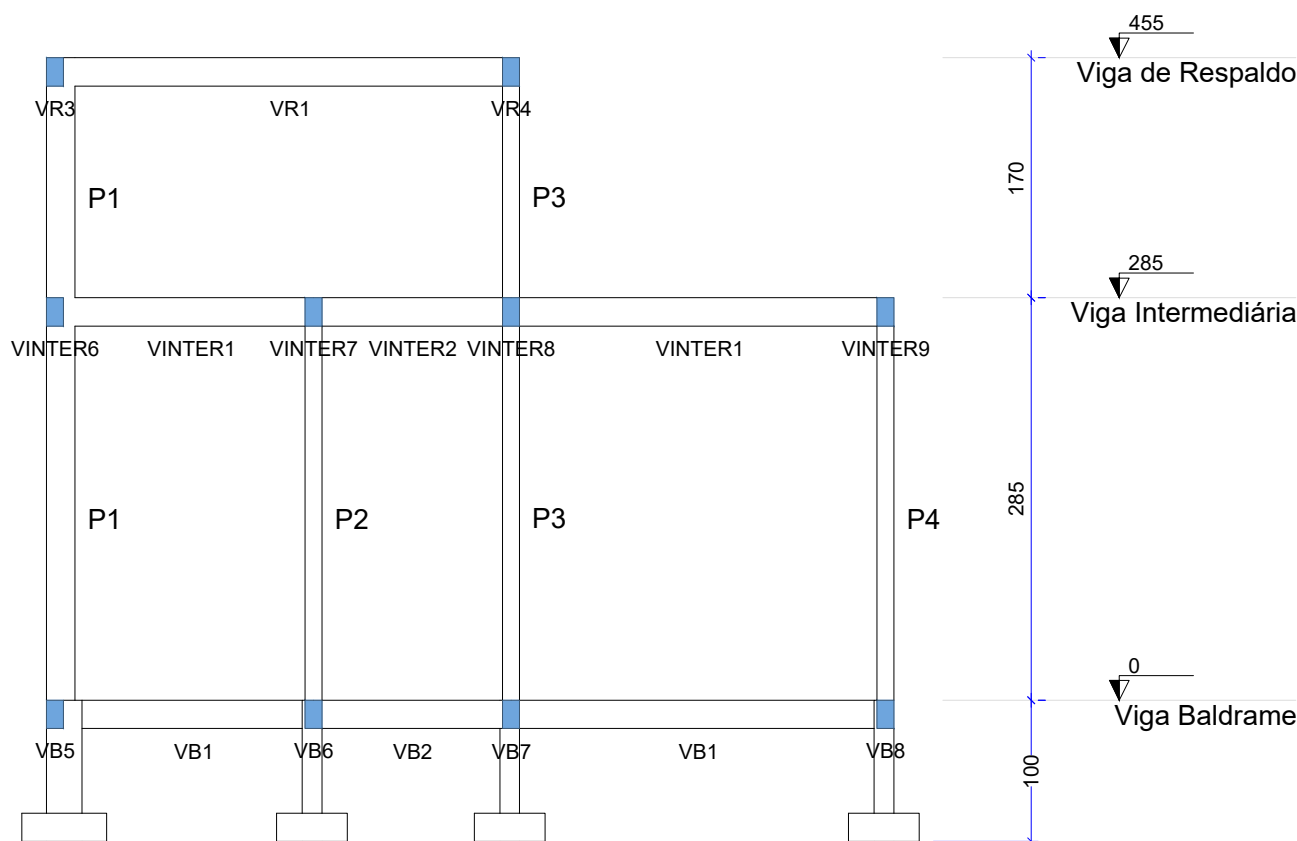 455
Viga de Respaldo
VR3 VR1 VR4
170
P1 P3
285
Viga Intermediária
VINTER6 VINTER1 VINTER7 VINTER2 VINTER8 VINTER1 VINTER9
285
P1 P2 P3 P4
0
Viga Baldrame
VB5 VB1 VB6 VB2 VB7 VB1 VB8
100